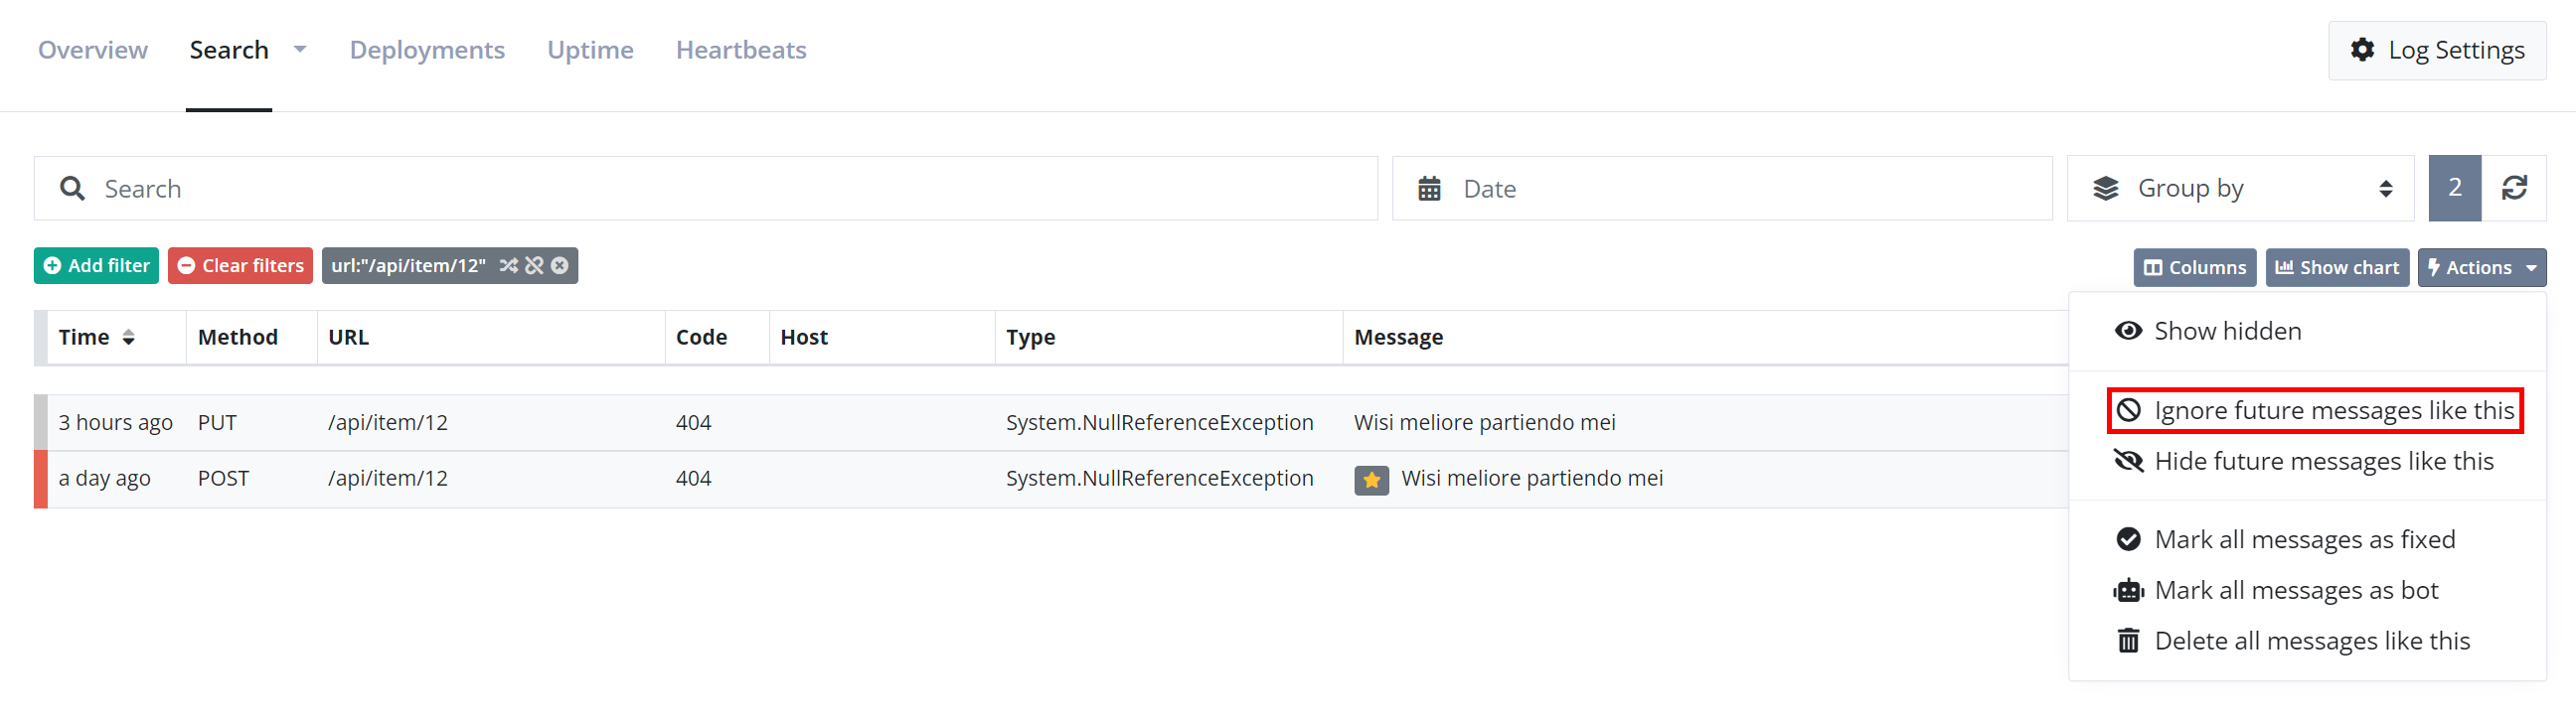 Overview Search Deployments Uptime Heartbeats Log Settings
Search Date Group by 2
Add filter Clear filters url:"/api/item/12" Columns Show chart Actions
Show hidden
Time Method URL Code Host Type Message
Ignore future messages like this
3 hours ago PUT /api/item/12 404 System.NullReferenceException Wisi meliore partiendo mei
Hide future messages like this
a day ago POST /api/item/12 404 System.NullReferenceException Wisi meliore partiendo mei
Mark all messages as fixed
Mark all messages as bot
Delete all messages like this